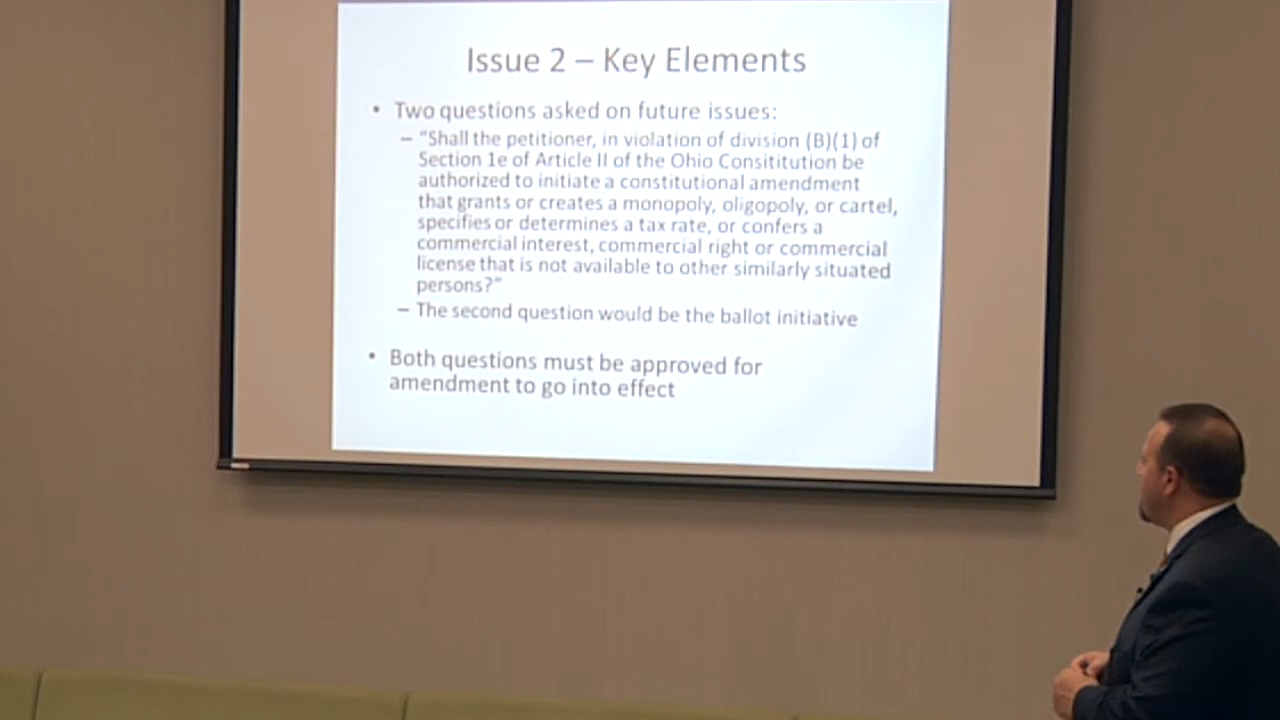 Issue 2 – Key Elements
• Two questions asked on future issues:
– "Shall the petitioner, in violation of division (B)(1) of
Section 1e of Article II of the Ohio Consititution be
authorized to initiate a constitutional amendment
that grants or creates a monopoly, oligopoly, or cartel,
specifies or determines a tax rate, or confers a
commercial interest, commercial right or commercial
license that is not available to other similarly situated
persons?"
– The second question would be the ballot initiative
• Both questions must be approved for
amendment to go into effect